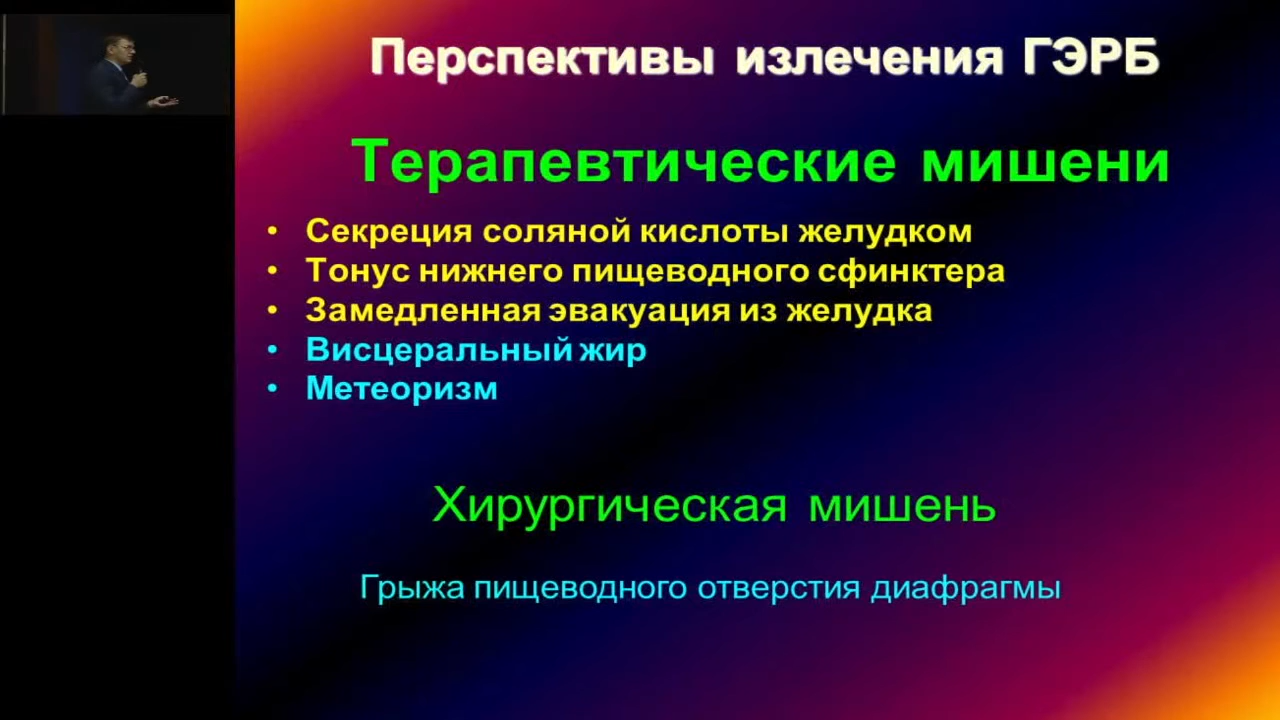 Перспективы излечения ГЭРБ
Терапевтические мишени
• Секреция соляной кислоты желудком
• Тонус нижнего пищеводного сфинктера
• Замедленная эвакуация из желудка
• Висцеральный жир
• Метеоризм
Хирургическая мишень
Грыжа пищеводного отверстия диафрагмы